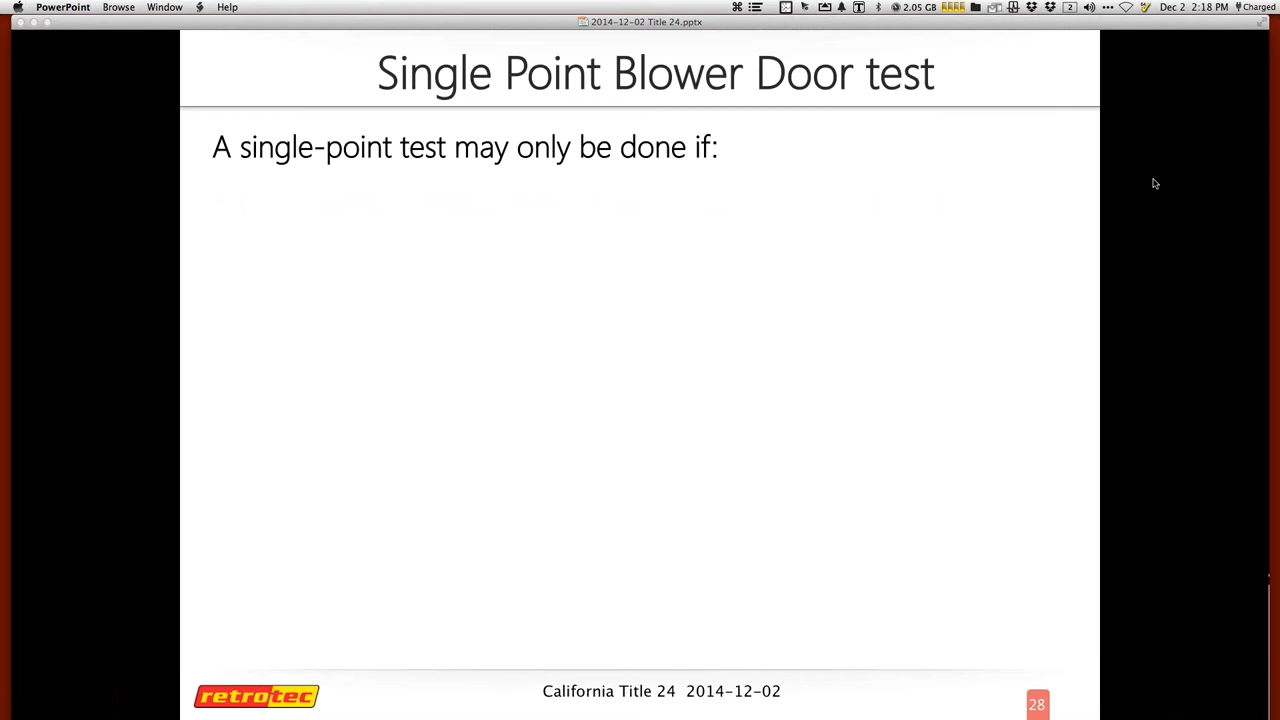 PowerPoint Browse Window Help 2.05 GB 2 Dec 2 2:18 PM Charged
2014-12-02 Title 24.pptx
Single Point Blower Door test
A single-point test may only be done if:
retrotec
California Title 24 2014-12-02
28